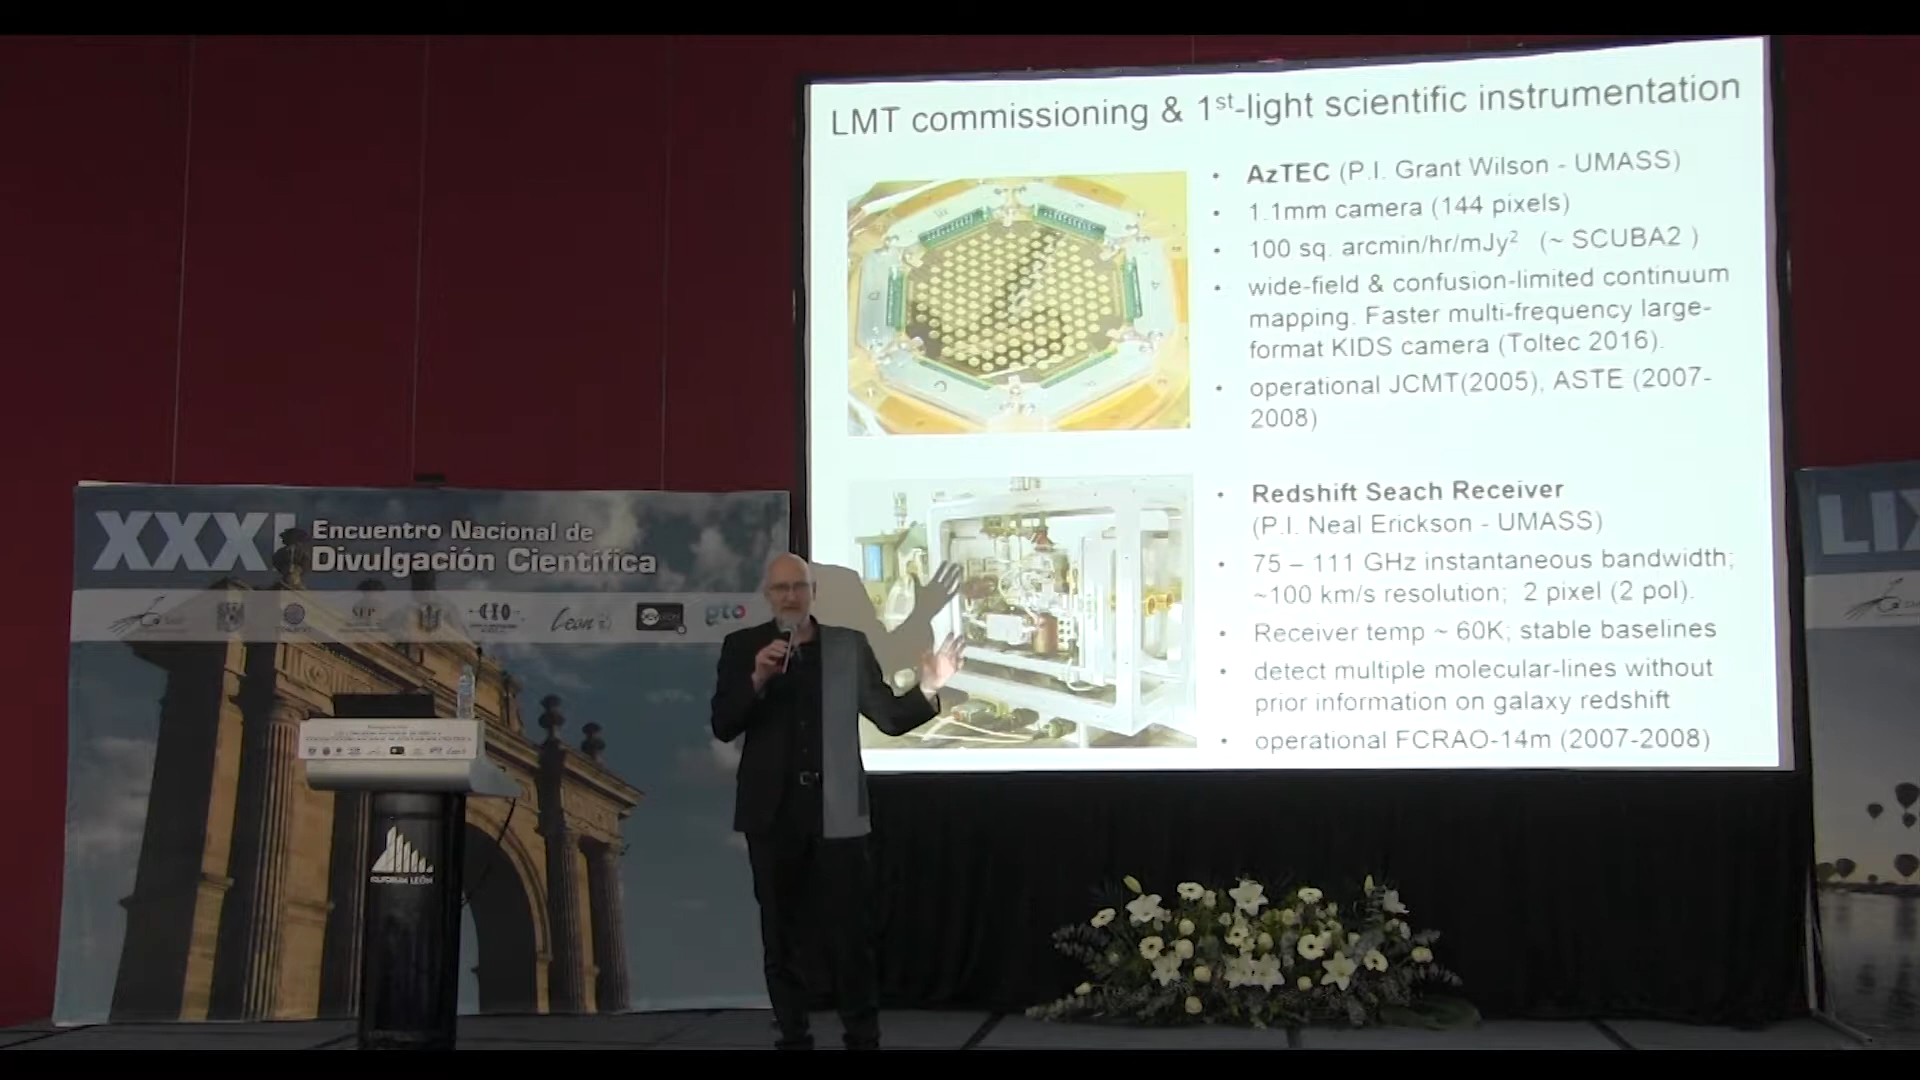 LMT commissioning & 1st-light scientific instrumentation
• AzTEC (P.I. Grant Wilson - UMASS)
• 1.1mm camera (144 pixels)
• 100 sq. arcmin/hr/mJy² (~ SCUBA2 )
• wide-field & confusion-limited continuum
mapping. Faster multi-frequency large-
format KIDS camera (Toltec 2016).
• operational JCMT(2005), ASTE (2007-
2008)
• Redshift Seach Receiver
(P.I. Neal Erickson - UMASS)
• 75 – 111 GHz instantaneous bandwidth;
~100 km/s resolution; 2 pixel (2 pol).
• Receiver temp ~ 60K; stable baselines
• detect multiple molecular-lines without
prior information on galaxy redshift
• operational FCRAO-14m (2007-2008)
XXXI
Encuentro Nacional de
Divulgación Científica
SEP
CIO
León
gto
LIX